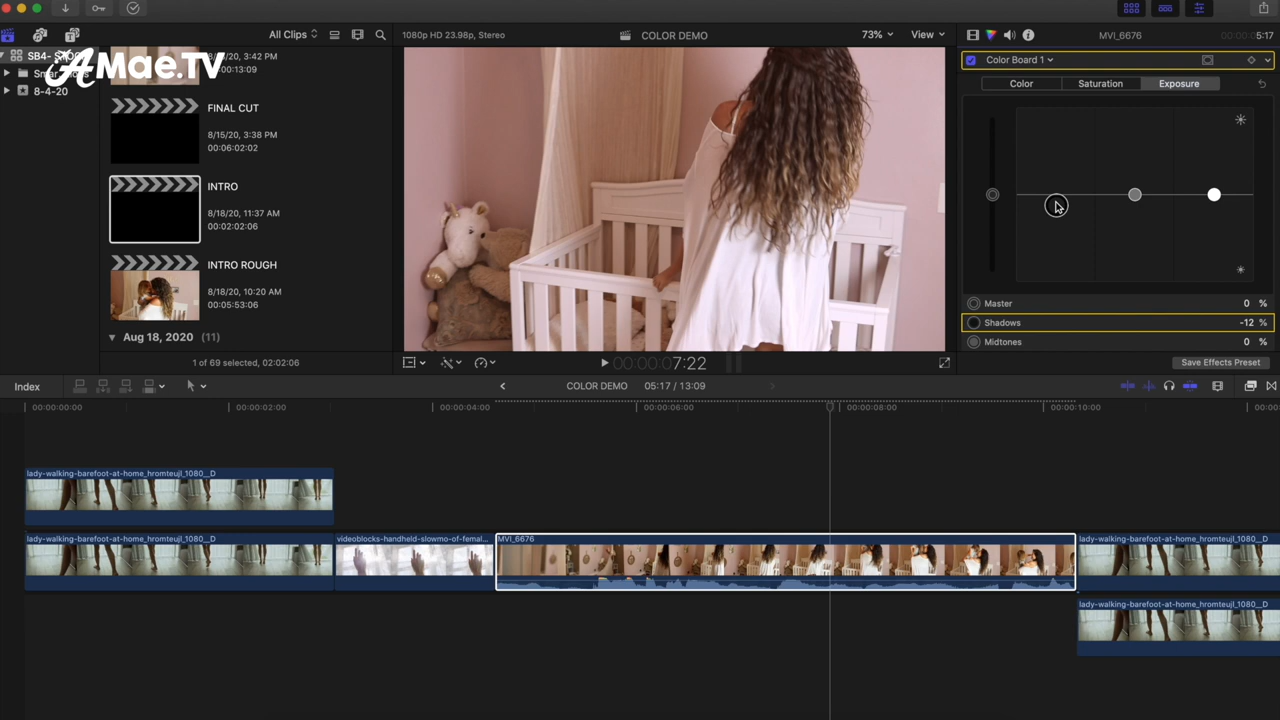 All Clips
1080p HD 23.98p, Stereo
COLOR DEMO
73%
View
MVI_6676
5:17
SB4-
AMae.TV
8-4-20
8/15/20, 3:42 PM
00:00:13:09
FINAL CUT
8/15/20, 3:38 PM
00:06:02:02
INTRO
8/18/20, 11:37 AM
00:02:02:06
INTRO ROUGH
8/18/20, 10:20 AM
00:05:53:06
Aug 18, 2020 (11)
1 of 69 selected, 02:02:06
00:00:00:07:22
Color Board 1
Color
Saturation
Exposure
Master 0 %
Shadows -12 %
Midtones 0 %
Save Effects Preset
Index
COLOR DEMO
05:17 / 13:09
00:00:00:00
00:00:02:00
00:00:04:00
00:00:06:00
00:00:08:00
00:00:10:00
lady-walking-barefoot-at-home_hromteujl_1080__D
lady-walking-barefoot-at-home_hromteujl_1080__D
videoblocks-handheld-slowmo-of-femal...
MVI_6676
lady-walking-barefoot-at-home_hromteujl_1080__D
lady-walking-barefoot-at-home_hromteujl_1080__D